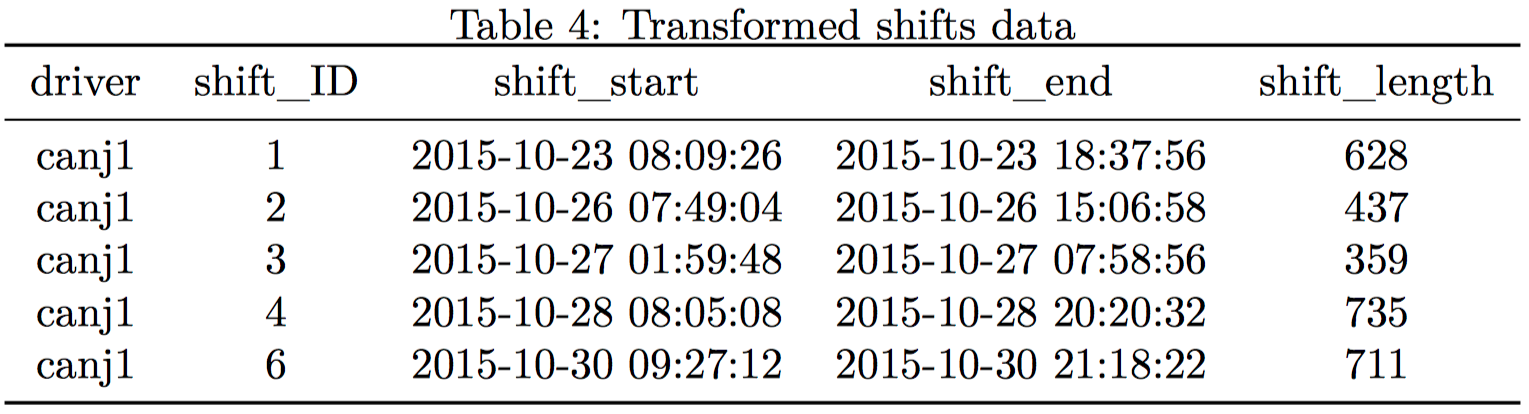 Table 4: Transformed shifts data
driver shift_ID shift_start shift_end shift_length
canj1 1 2015-10-23 08:09:26 2015-10-23 18:37:56 628
canj1 2 2015-10-26 07:49:04 2015-10-26 15:06:58 437
canj1 3 2015-10-27 01:59:48 2015-10-27 07:58:56 359
canj1 4 2015-10-28 08:05:08 2015-10-28 20:20:32 735
canj1 6 2015-10-30 09:27:12 2015-10-30 21:18:22 711